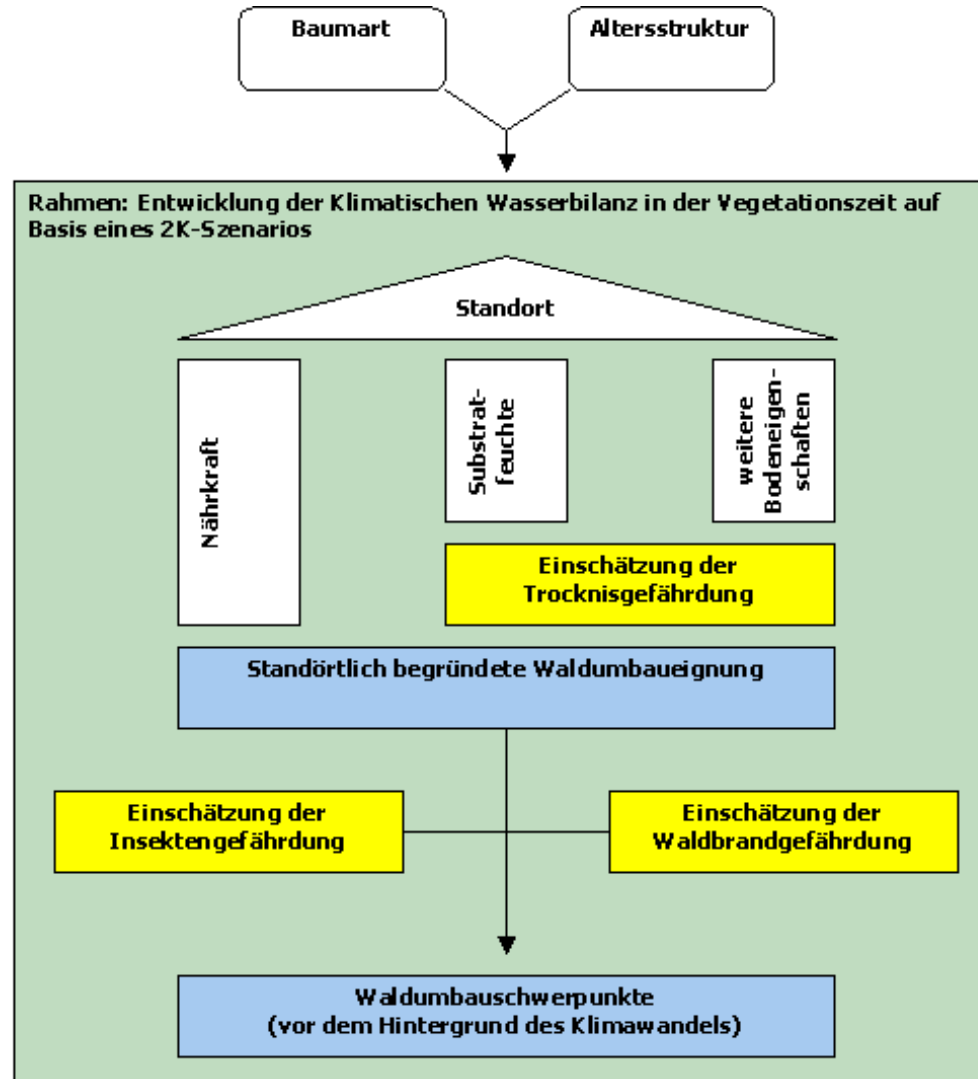 Baumart
Altersstruktur
Rahmen: Entwicklung der Klimatischen Wasserbilanz in der Vegetationszeit auf
Basis eines 2K-Szenarios
Standort
Nährkraft
Substrat-
feuchte
weitere
Bodeneigen-
schaften
Einschätzung der
Trocknisgefährdung
Standörtlich begründete Waldumbaueignung
Einschätzung der
Insektengefährdung
Einschätzung der
Waldbrandgefährdung
Waldumbauschwerpunkte
(vor dem Hintergrund des Klimawandels)